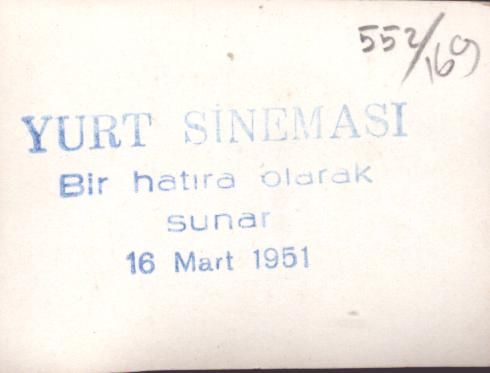 552/169
YURT SİNEMASI
Bir hatıra olarak
sunar
16 Mart 1951